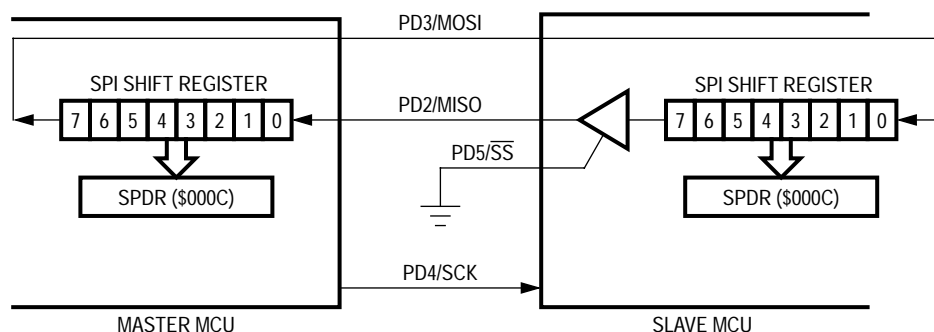 PD3/MOSI
SPI SHIFT REGISTER
SPI SHIFT REGISTER
7 6 5 4 3 2 1 0
PD2/MISO
7 6 5 4 3 2 1 0
PD5/SS
SPDR ($000C)
SPDR ($000C)
PD4/SCK
MASTER MCU
SLAVE MCU